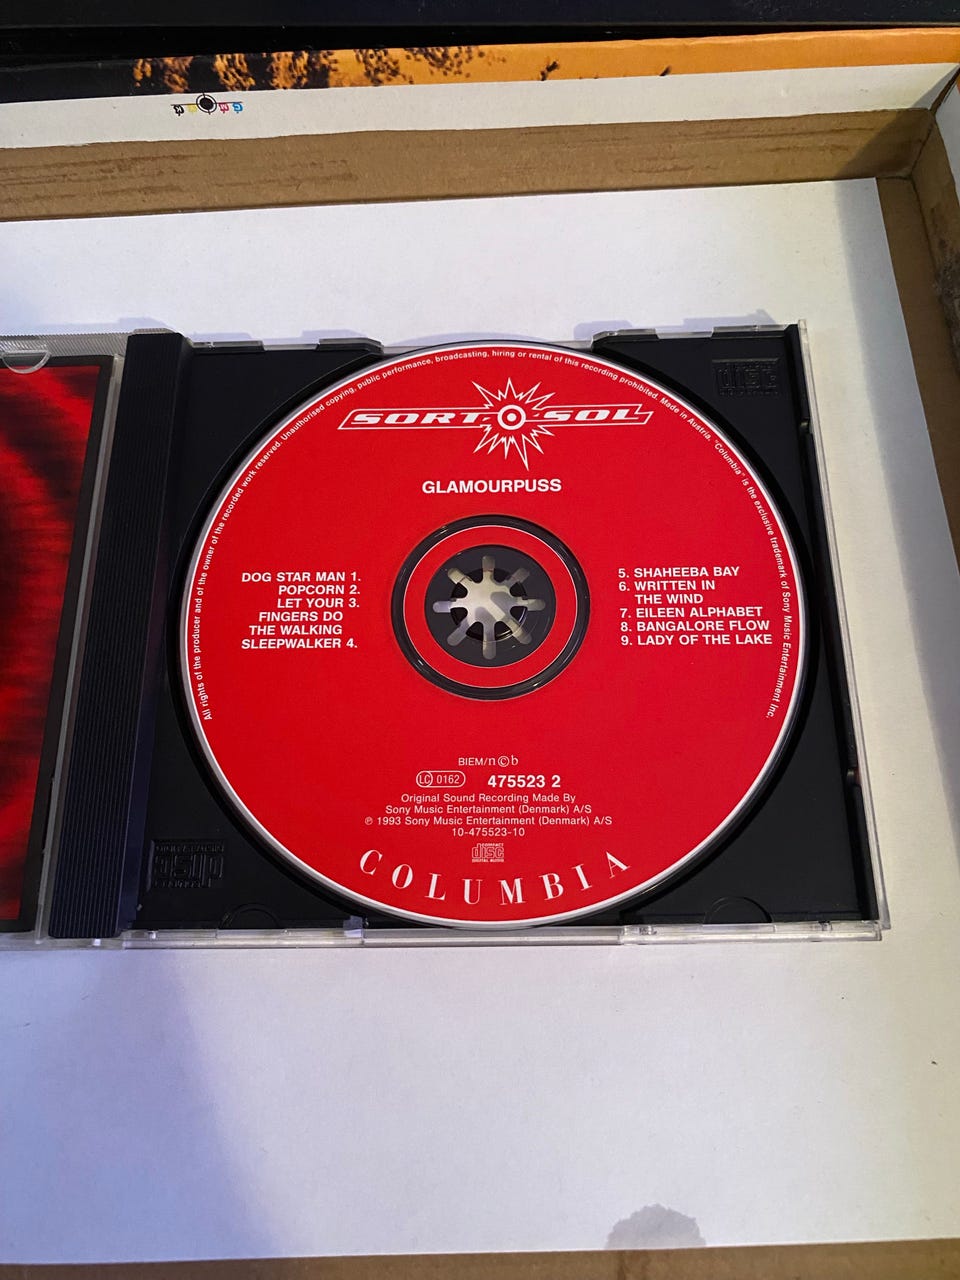 All rights of the producer and of the owner of the recorded work reserved. Unauthorised copying, public performance, broadcasting, hiring or rental of this recording prohibited. Made in Austria. "Columbia" is the exclusive trademark of Sony Music Entertainment Inc.
SORT SOL
GLAMOURPUSS
DOG STAR MAN 1.
POPCORN 2.
LET YOUR 3.
FINGERS DO
THE WALKING
SLEEPWALKER 4.
5. SHAHEEBA BAY
6. WRITTEN IN
THE WIND
7. EILEEN ALPHABET
8. BANGALORE FLOW
9. LADY OF THE LAKE
BIEM/n©b
LC 0162
475523 2
Original Sound Recording Made By
Sony Music Entertainment (Denmark) A/S
℗ 1993 Sony Music Entertainment (Denmark) A/S
10-475523-10
COMPACT
disc
DIGITAL AUDIO
COLUMBIA